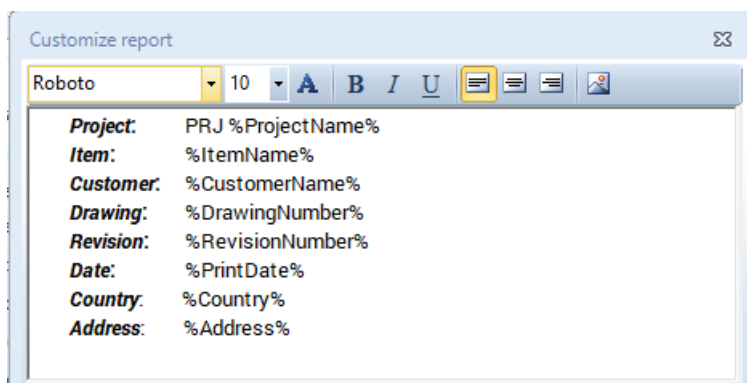 Customize report
Roboto 10 A B I U
Project: PRJ %ProjectName%
Item: %ItemName%
Customer: %CustomerName%
Drawing: %DrawingNumber%
Revision: %RevisionNumber%
Date: %PrintDate%
Country: %Country%
Address: %Address%